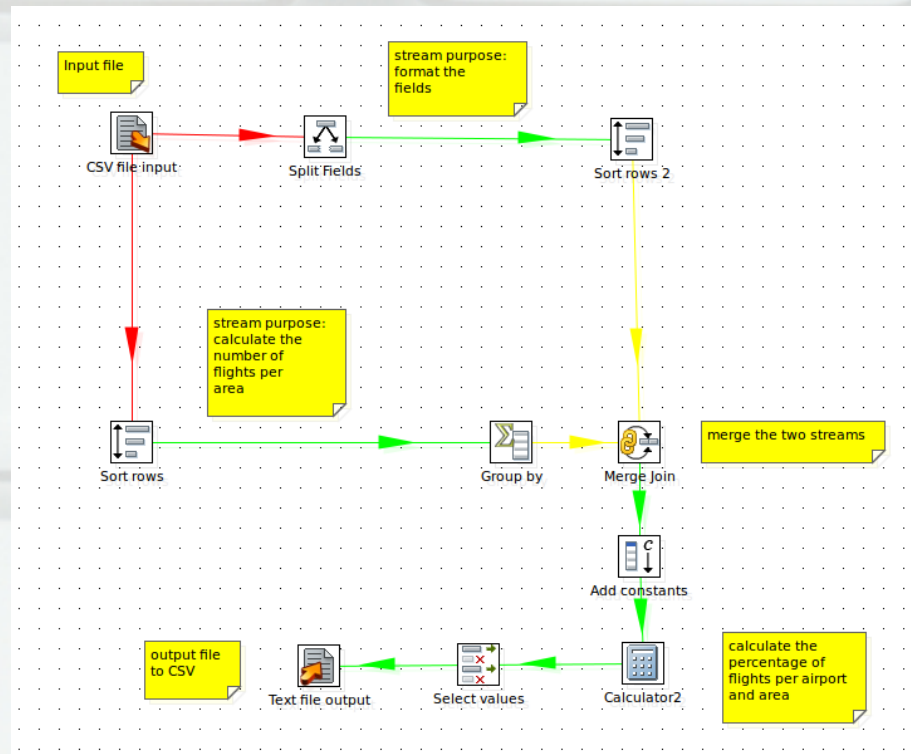 Input file
stream purpose:
format the
fields
CSV file input
Split Fields
Sort rows 2
stream purpose:
calculate the
number of
flights per
area
Sort rows
Group by
Merge Join
merge the two streams
C
Add constants
output file
to CSV
Text file output
Select values
Calculator2
calculate the
percentage of
flights per airport
and area